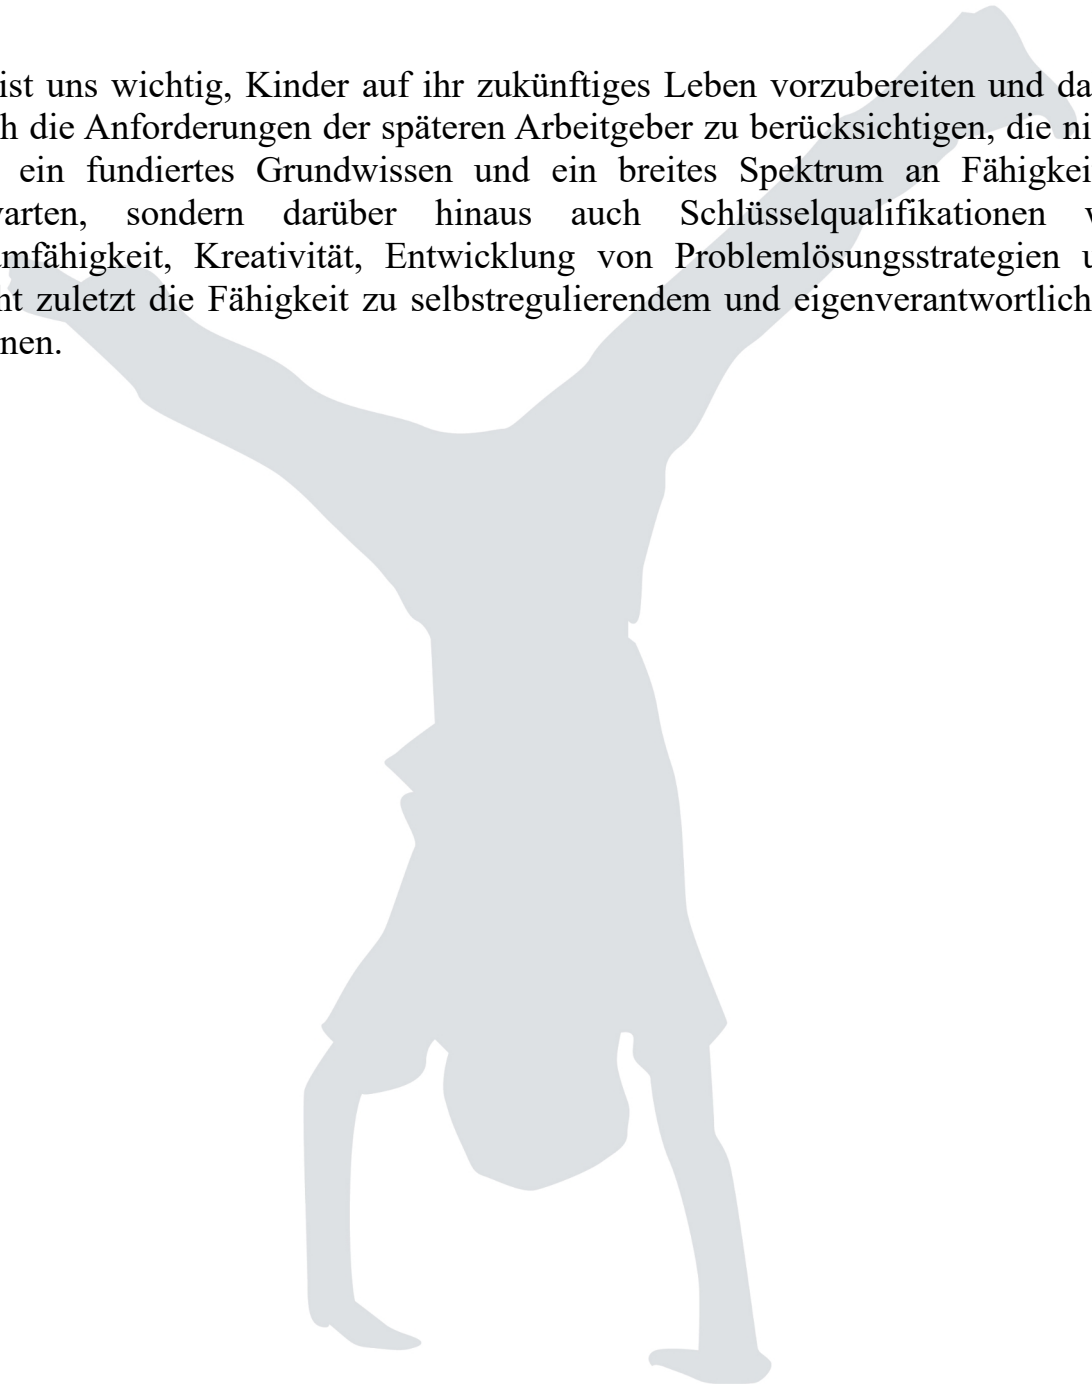 ist uns wichtig, Kinder auf ihr zukünftiges Leben vorzubereiten und da
h die Anforderungen der späteren Arbeitgeber zu berücksichtigen, die ni
ein fundiertes Grundwissen und ein breites Spektrum an Fähigkei
arten, sondern darüber hinaus auch Schlüsselqualifikationen
mfähigkeit, Kreativität, Entwicklung von Problemlösungsstrategien u
ht zuletzt die Fähigkeit zu selbstregulierendem und eigenverantwortlich
nen.